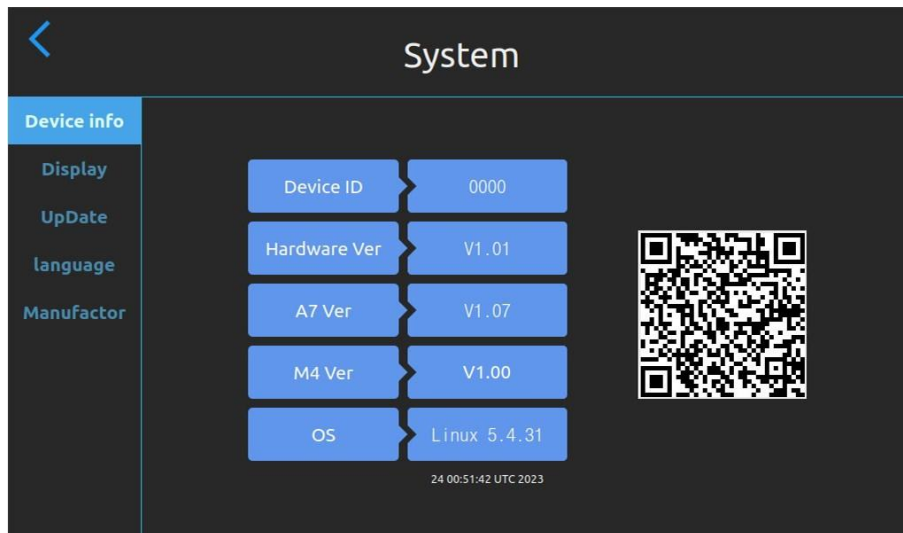 System
Device info
Display
UpDate
language
Manufactor
Device ID 0000
Hardware Ver V1.01
A7 Ver V1.07
M4 Ver V1.00
OS Linux 5.4.31
24 00:51:42 UTC 2023